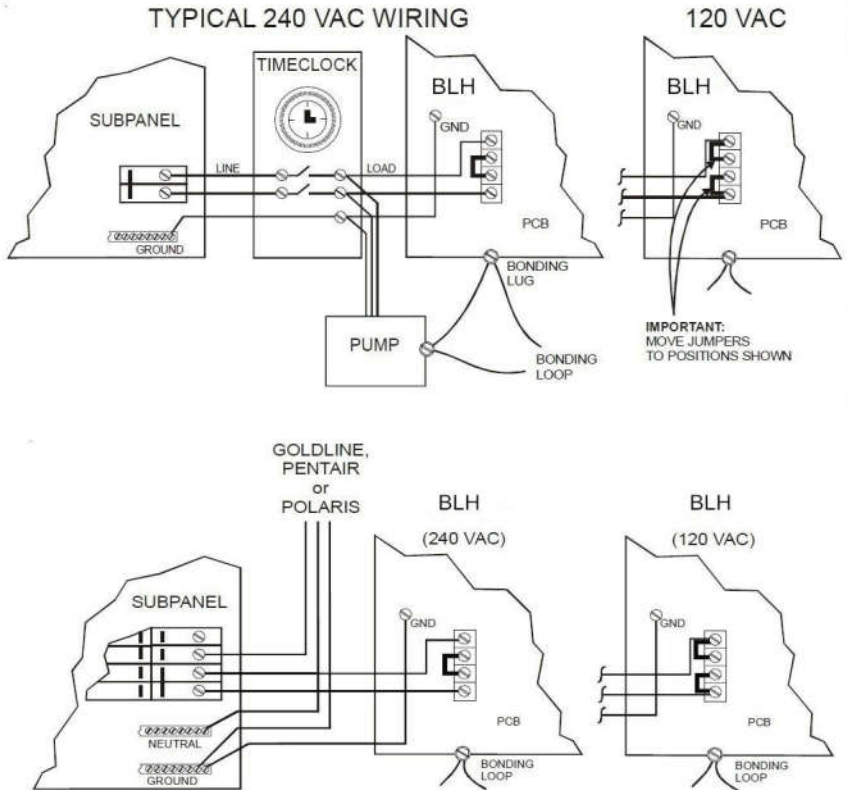 TYPICAL 240 VAC WIRING
120 VAC
TIMECLOCK
BLH
BLH
SUBPANEL
GND
GND
LINE
LOAD
GROUND
PCB
PCB
BONDING
LUG
PUMP
BONDING
LOOP
IMPORTANT:
MOVE JUMPERS
TO POSITIONS SHOWN
GOLDLINE,
PENTAIR
or
POLARIS
BLH
(240 VAC)
BLH
(120 VAC)
SUBPANEL
GND
GND
NEUTRAL
GROUND
PCB
PCB
BONDING
LOOP
BONDING
LOOP